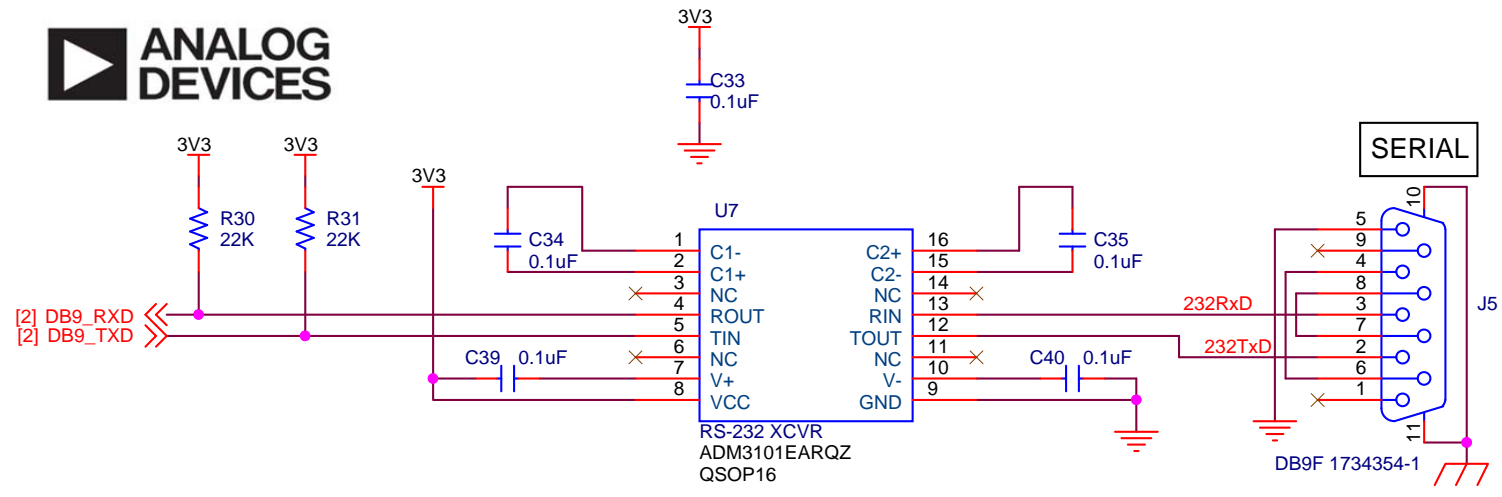 ANALOG
DEVICES
3V3
C33
0.1uF
SERIAL
3V3
3V3
3V3
R30
22K
R31
22K
U7
C34
0.1uF
C35
0.1uF
1 C1-
2 C1+
3 NC
4 ROUT
5 TIN
6 NC
7 V+
8 VCC
C2+ 16
C2- 15
NC 14
RIN 13
TOUT 12
NC 11
V- 10
GND 9
[2] DB9_RXD
[2] DB9_TXD
C39 0.1uF
C40 0.1uF
232RxD
232TxD
10
5
9
4
8
3
7
2
6
1
11
J5
RS-232 XCVR
ADM3101EARQZ
QSOP16
DB9F 1734354-1